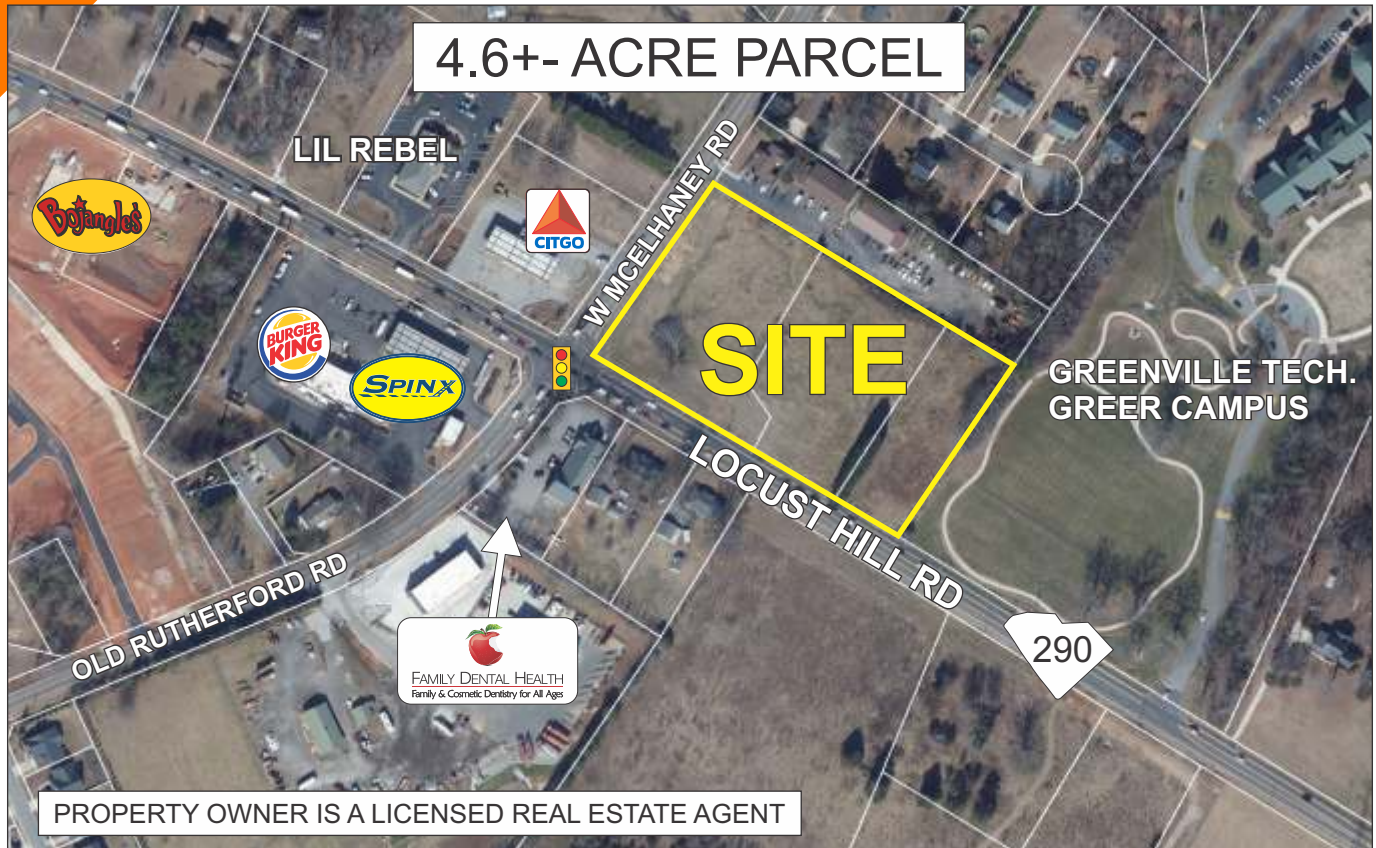 4.6+- ACRE PARCEL
LIL REBEL
Bojangles'
CITGO
W MCELHANEY RD
BURGER
KING
SPINX
SITE
GREENVILLE TECH.
GREER CAMPUS
LOCUST HILL RD
OLD RUTHERFORD RD
290
FAMILY DENTAL HEALTH
Family & Cosmetic Dentistry for All Ages
PROPERTY OWNER IS A LICENSED REAL ESTATE AGENT